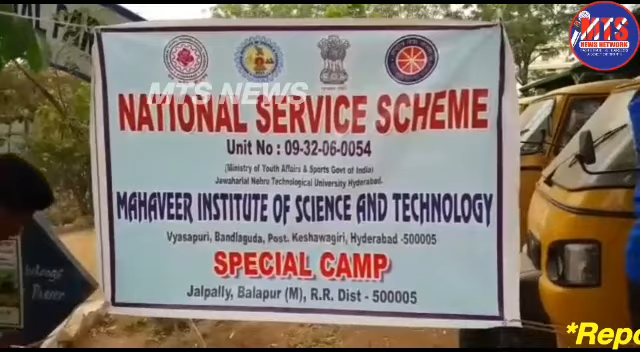 MTS
NEWS NETWORK
MTS NEWS
NATIONAL SERVICE SCHEME
Unit No : 09-32-06-0054
(Ministry of Youth Affairs & Sports Govt of India)
Jawaharlal Nehru Technological University Hyderabad.
MAHAVEER INSTITUTE OF SCIENCE AND TECHNOLOGY
Vyasapuri, Bandlaguda, Post. Keshawagiri, Hyderabad -500005
SPECIAL CAMP
Jalpally, Balapur (M), R.R. Dist - 500005
*Repo